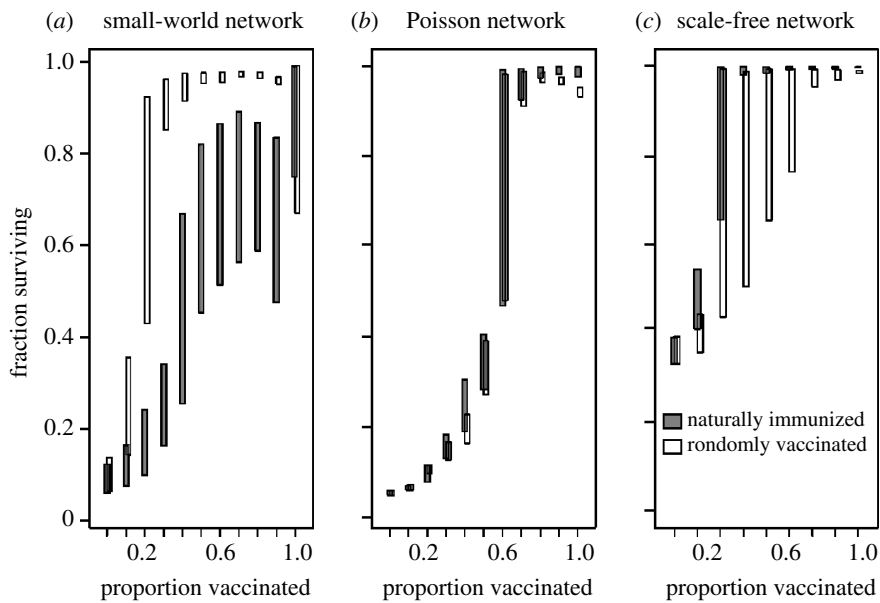 (a) small-world network
(b) Poisson network
(c) scale-free network
fraction surviving
1.0
0.8
0.6
0.4
0.2
0
naturally immunized
rondomly vaccinated
0.2 0.6 1.0
0.2 0.6 1.0
0.2 0.6 1.0
proportion vaccinated
proportion vaccinated
proportion vaccinated